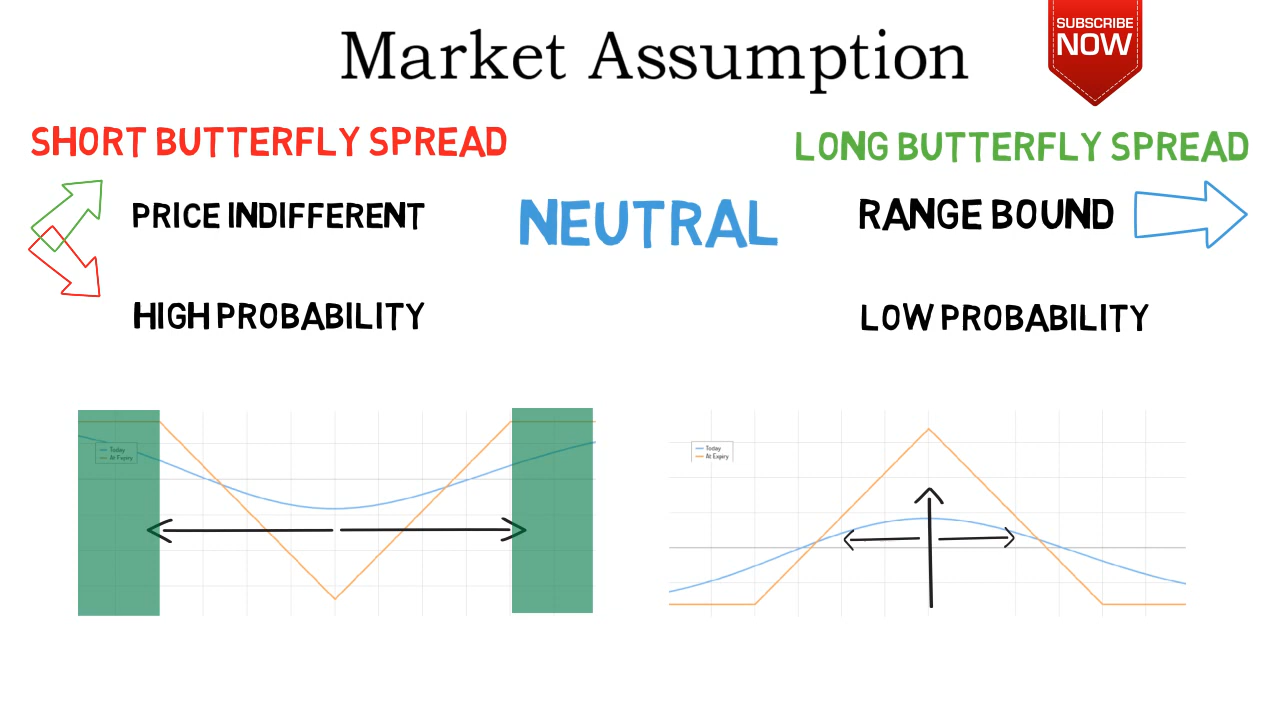 Market Assumption
SUBSCRIBE
NOW
SHORT BUTTERFLY SPREAD
LONG BUTTERFLY SPREAD
PRICE INDIFFERENT
NEUTRAL
RANGE BOUND
HIGH PROBABILITY
LOW PROBABILITY
Today
At Expiry
Today
At Expiry